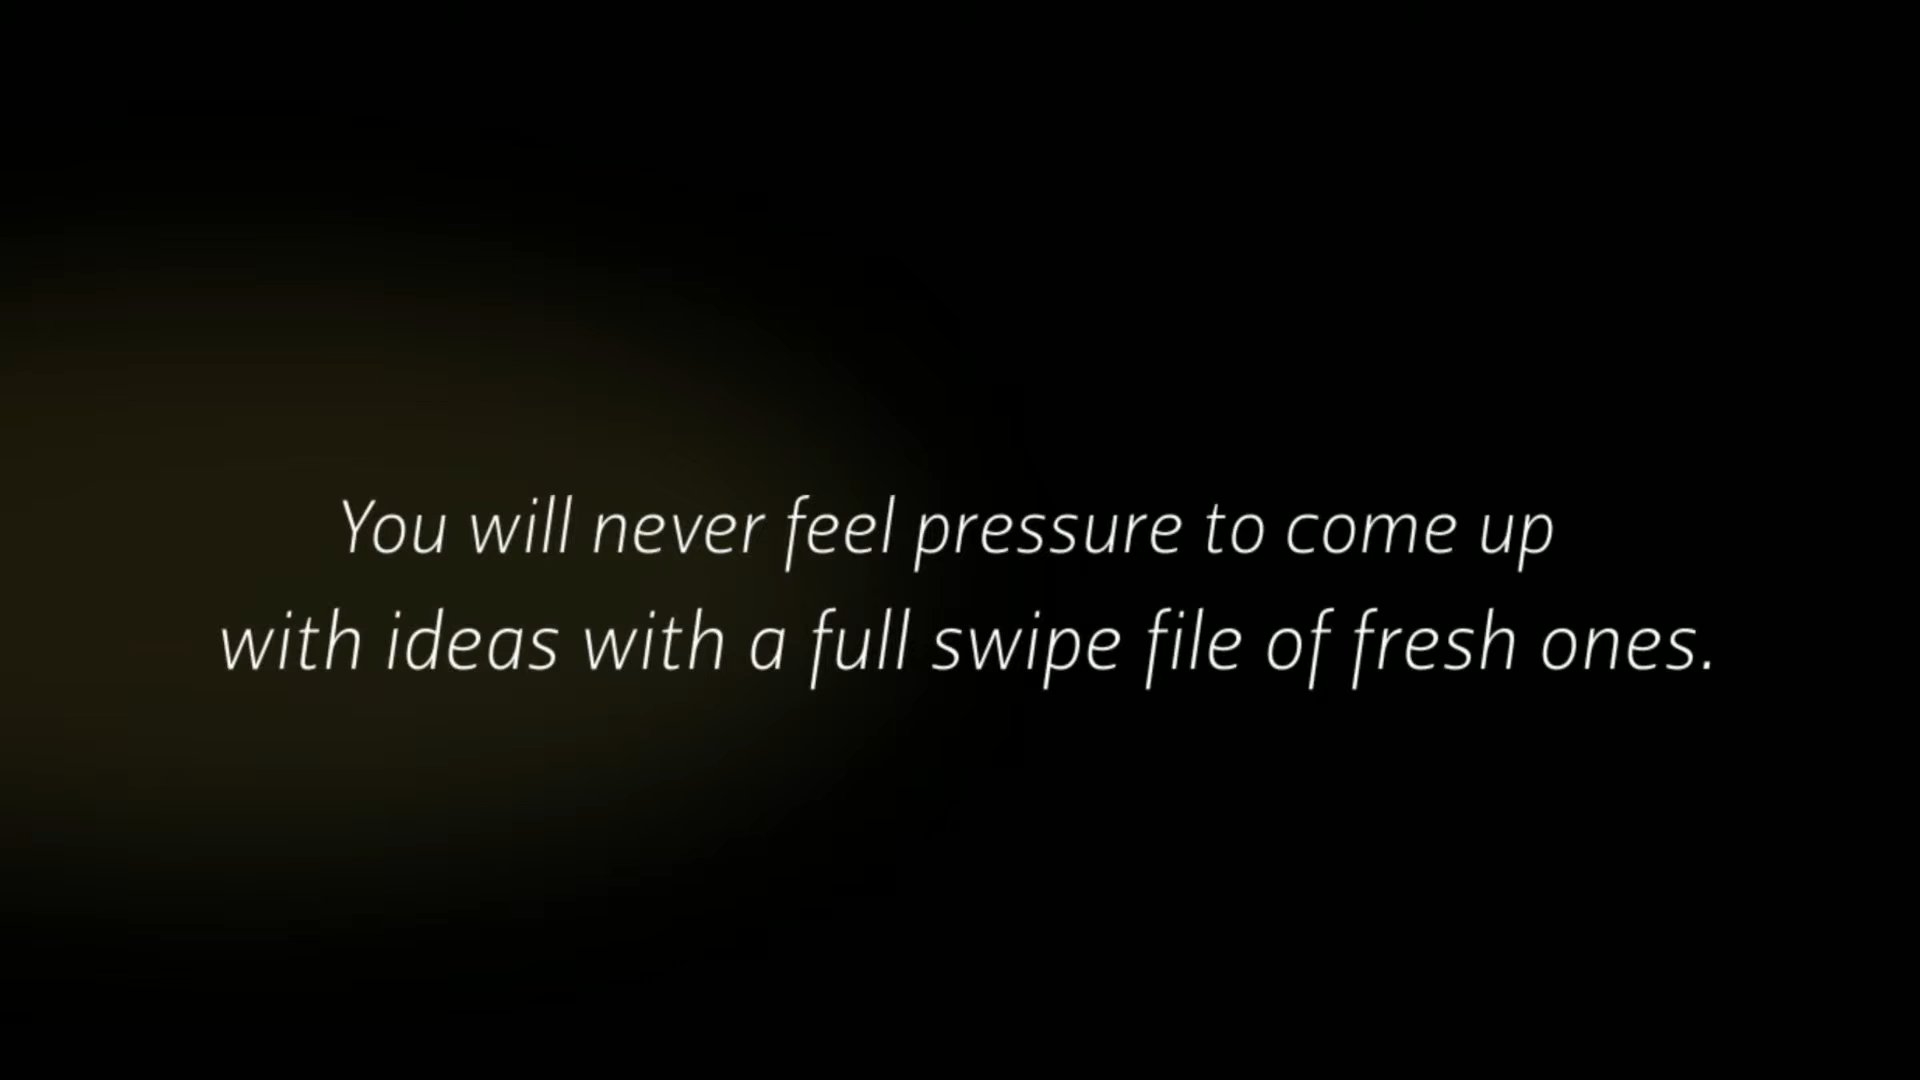 You will never feel pressure to come up
with ideas with a full swipe file of fresh ones.